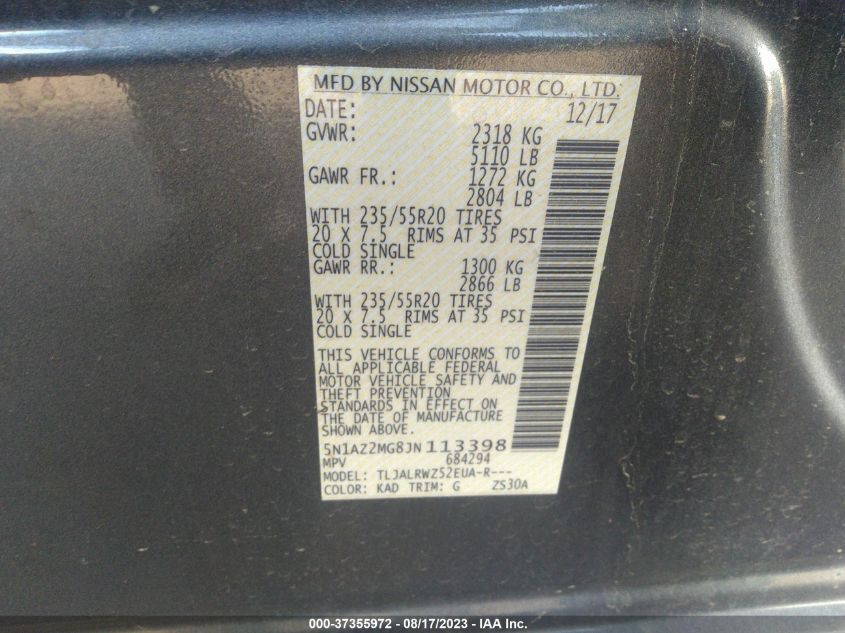 MFD BY NISSAN MOTOR CO., LTD.
DATE: 12/17
GVWR: 2318 KG
5110 LB
GAWR FR.: 1272 KG
2804 LB
WITH 235/55R20 TIRES
20 X 7.5 RIMS AT 35 PSI
COLD SINGLE
GAWR RR.: 1300 KG
2866 LB
WITH 235/55R20 TIRES
20 X 7.5 RIMS AT 35 PSI
COLD SINGLE
THIS VEHICLE CONFORMS TO
ALL APPLICABLE FEDERAL
MOTOR VEHICLE SAFETY AND
THEFT PREVENTION
STANDARDS IN EFFECT ON
THE DATE OF MANUFACTURE
SHOWN ABOVE.
5N1AZ2MG8JN113398
MPV 684294
MODEL: TLJALRWZ52EUA-R---
COLOR: KAD TRIM: G ZS30A
000-37355972 - 08/17/2023 - IAA Inc.